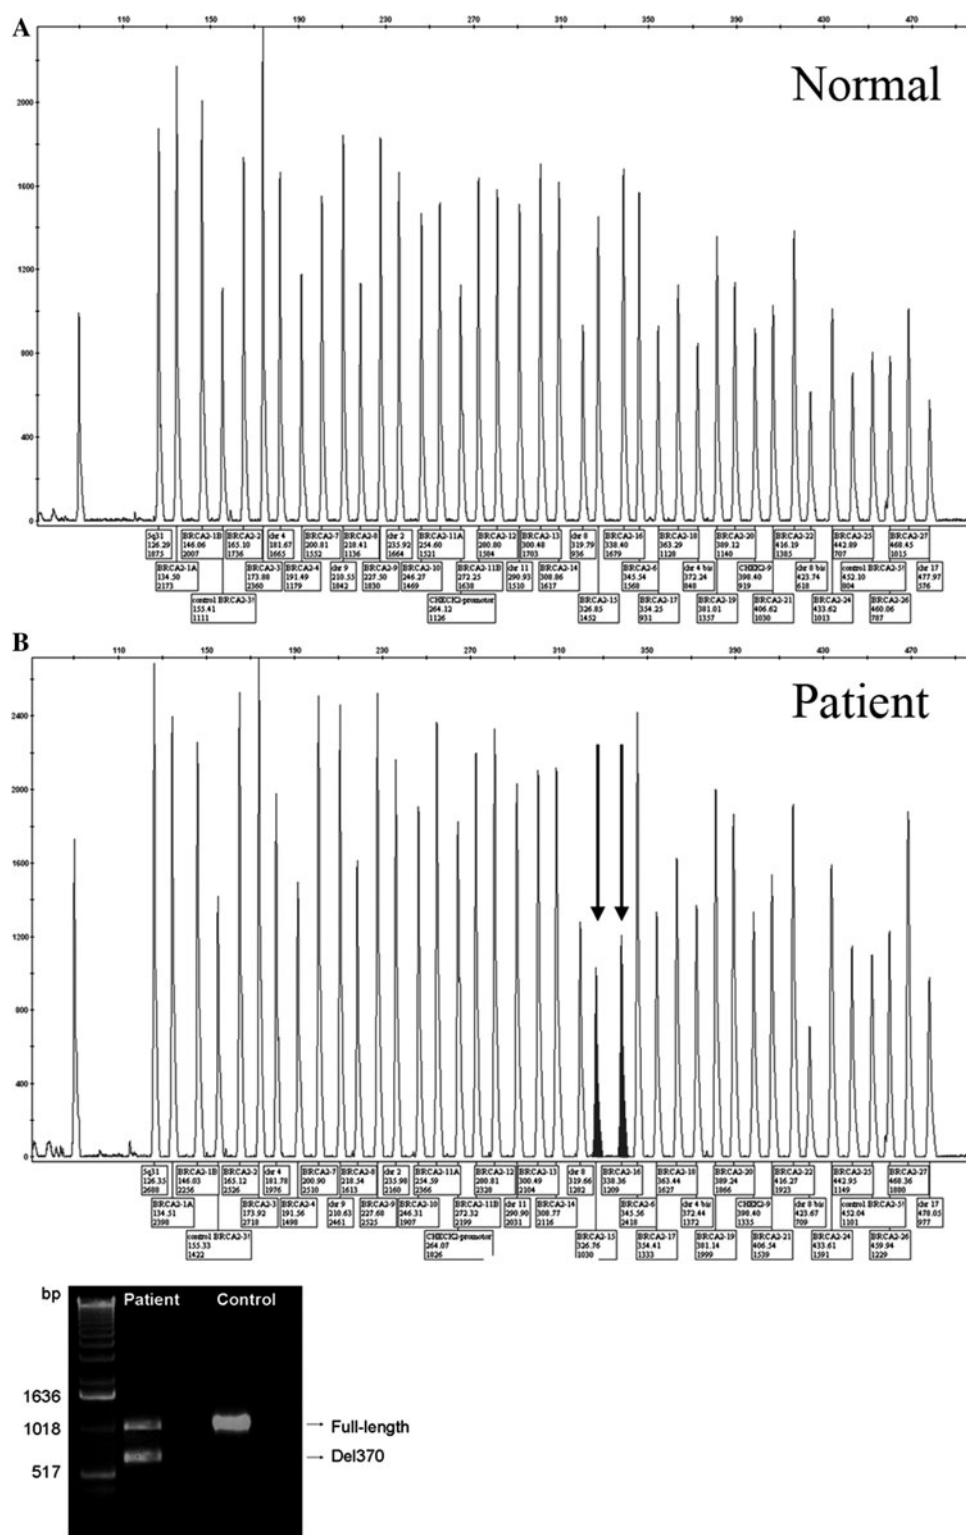 A
110 150 190 230 270 310 350 390 430 470
Normal
2000
1600
1200
800
400
0
5q31
126.29
1875
BRCA2-1A
134.50
2173
BRCA2-1B
146.06
2007
control BRCA2-3!
155.41
1111
BRCA2-2
165.10
1736
BRCA2-3
173.88
2360
chr 4
181.67
1665
BRCA2-4
191.49
1179
BRCA2-7
200.81
1552
chr 9
210.55
1842
BRCA2-8
218.41
1136
BRCA2-9
227.50
1830
chr 2
235.92
1664
BRCA2-10
246.27
1469
BRCA2-11A
254.60
1521
CHECK2-promotor
264.12
1126
BRCA2-11B
272.25
1638
BRCA2-12
280.80
1584
chr 11
290.93
1510
BRCA2-13
300.48
1703
BRCA2-14
308.86
1617
chr 8
319.79
936
BRCA2-15
326.85
1452
BRCA2-16
338.40
1679
BRCA2-6
345.54
1568
BRCA2-17
354.25
931
BRCA2-18
363.29
1128
chr 4 bis
372.24
848
BRCA2-19
381.01
1357
BRCA2-20
389.12
1140
CHEK2-9
398.40
919
BRCA2-21
406.62
1030
BRCA2-22
416.19
1385
chr 8 bis
423.74
618
BRCA2-24
433.62
1013
BRCA2-25
442.89
707
control BRCA2-5!
452.10
804
BRCA2-26
460.06
787
BRCA2-27
468.45
1015
chr 17
477.97
576
B
110 150 190 230 270 310 350 390 430 470
Patient
2400
2000
1600
1200
800
400
0
5q31
126.35
2688
BRCA2-1A
134.51
2398
BRCA2-1B
146.03
2256
control BRCA2-3!
155.33
1422
BRCA2-2
165.12
2526
BRCA2-3
173.92
2718
chr 4
181.78
1976
BRCA2-4
191.56
1498
BRCA2-7
200.90
2510
chr 9
210.63
2461
BRCA2-8
218.54
1613
BRCA2-9
227.68
2525
chr 2
235.98
2160
BRCA2-10
246.31
1907
BRCA2-11A
254.59
2366
CHECK2-promotor
264.07
1826
BRCA2-11B
272.32
2199
BRCA2-12
280.81
2328
chr 11
290.90
2031
BRCA2-13
300.49
2104
BRCA2-14
308.77
2116
chr 8
319.66
1282
BRCA2-15
326.76
1030
BRCA2-16
338.36
1209
BRCA2-6
345.56
2418
BRCA2-17
354.41
1333
BRCA2-18
363.44
1627
chr 4 bis
372.44
1372
BRCA2-19
381.14
1999
BRCA2-20
389.24
1866
CHEK2-9
398.40
1335
BRCA2-21
406.54
1539
BRCA2-22
416.27
1923
chr 8 bis
423.67
709
BRCA2-24
433.61
1591
BRCA2-25
442.95
1149
control BRCA2-5!
452.04
1101
BRCA2-26
459.94
1229
BRCA2-27
468.36
1880
chr 17
478.05
977
bp
Patient Control
1636
1018
517
Full-length
Del370